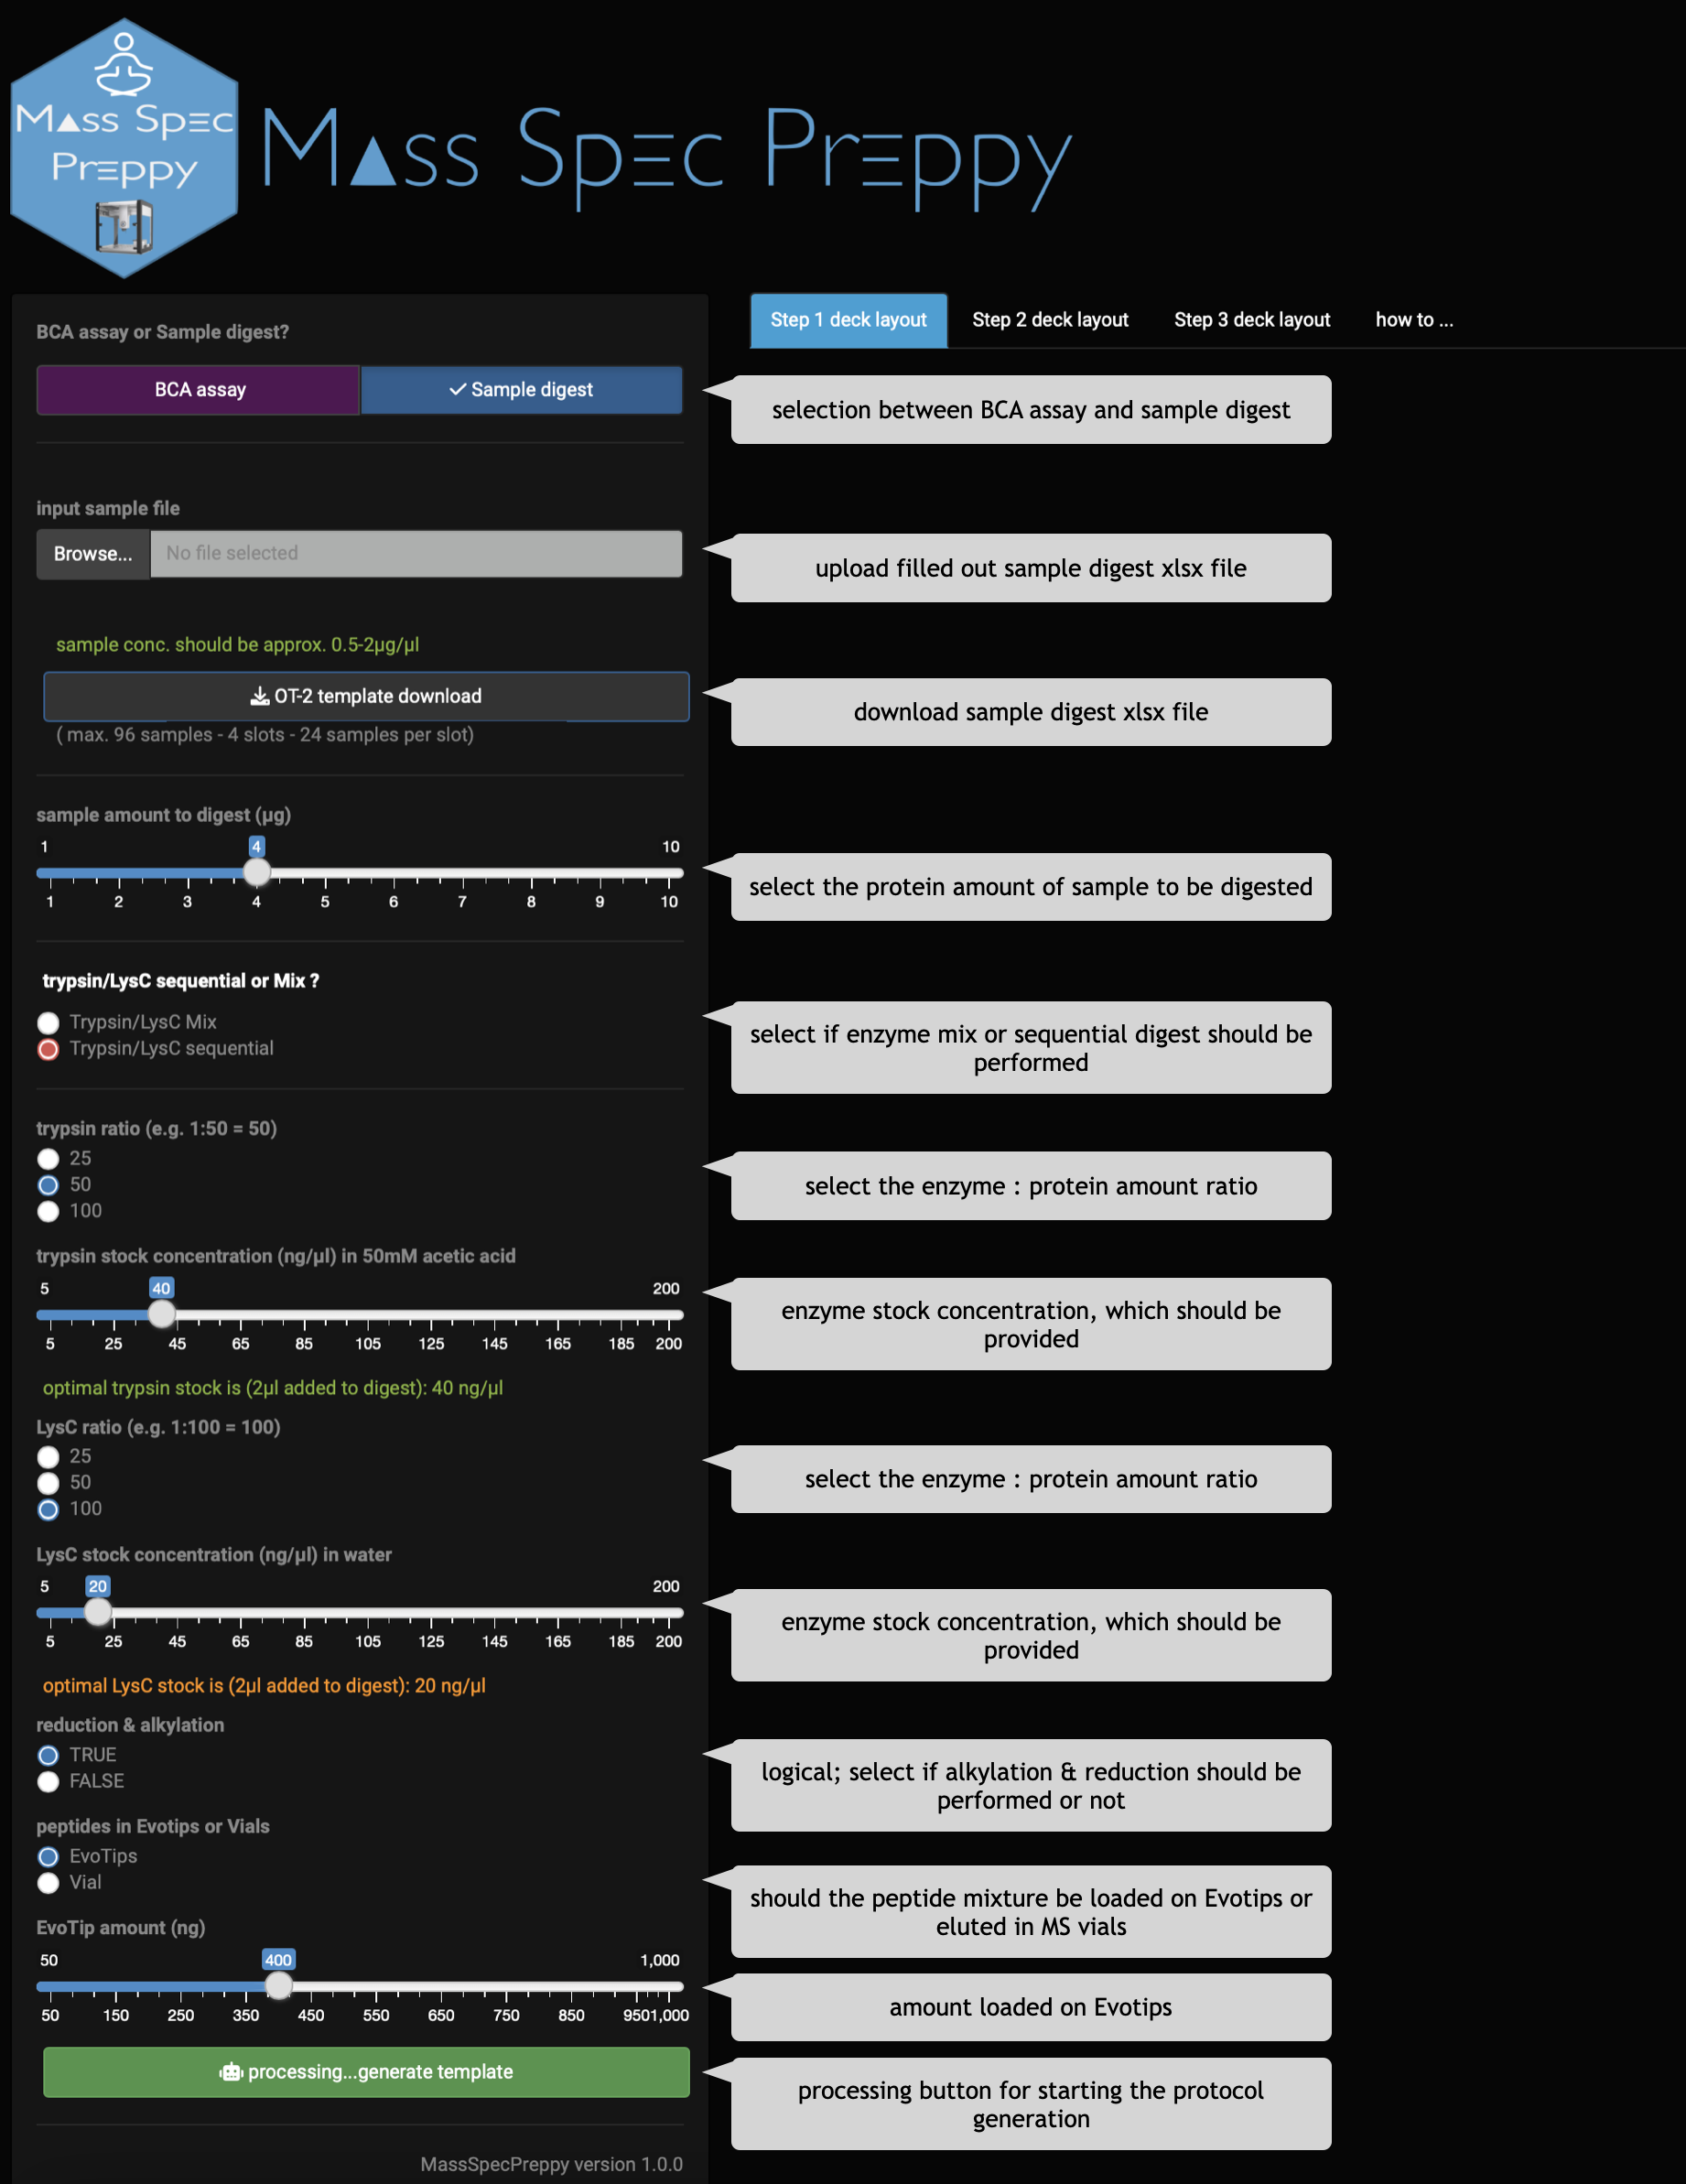 Mass Spec
Preppy
Mass Spec Preppy
BCA assay or Sample digest?
BCA assay
Sample digest
Step 1 deck layout
Step 2 deck layout
Step 3 deck layout
how to ...
selection between BCA assay and sample digest
input sample file
Browse...
No file selected
upload filled out sample digest xlsx file
sample conc. should be approx. 0.5-2µg/µl
OT-2 template download
download sample digest xlsx file
( max. 96 samples - 4 slots - 24 samples per slot)
sample amount to digest (µg)
1 4 10
1 2 3 4 5 6 7 8 9 10
select the protein amount of sample to be digested
trypsin/LysC sequential or Mix ?
Trypsin/LysC Mix
Trypsin/LysC sequential
select if enzyme mix or sequential digest should be
performed
trypsin ratio (e.g. 1:50 = 50)
25
50
100
select the enzyme : protein amount ratio
trypsin stock concentration (ng/µl) in 50mM acetic acid
5 40 200
5 25 45 65 85 105 125 145 165 185 200
enzyme stock concentration, which should be
provided
optimal trypsin stock is (2µl added to digest): 40 ng/µl
LysC ratio (e.g. 1:100 = 100)
25
50
100
select the enzyme : protein amount ratio
LysC stock concentration (ng/µl) in water
5 20 200
5 25 45 65 85 105 125 145 165 185 200
enzyme stock concentration, which should be
provided
optimal LysC stock is (2µl added to digest): 20 ng/µl
reduction & alkylation
TRUE
FALSE
logical; select if alkylation & reduction should be
performed or not
peptides in Evotips or Vials
EvoTips
Vial
should the peptide mixture be loaded on Evotips or
eluted in MS vials
EvoTip amount (ng)
50 400 1,000
50 150 250 350 450 550 650 750 850 950 1,000
amount loaded on Evotips
processing...generate template
processing button for starting the protocol
generation
MassSpecPreppy version 1.0.0